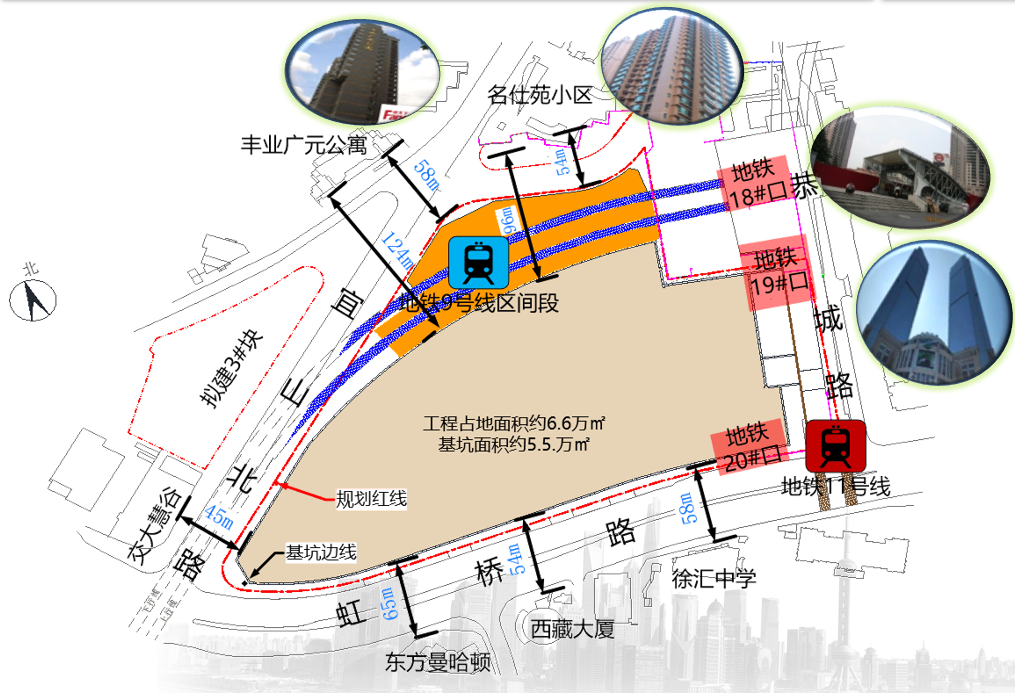 名仕苑小区
丰业广元公寓
58m
54m
96m
124m
地铁
18#口
恭
地铁
19#口
城
路
地铁9号线区间段
北
宜
山
北
路
拟建3#块
工程占地面积约6.6万㎡
基坑面积约5.5.万㎡
地铁
20#口
地铁11号线
规划红线
交大慧谷
45m
基坑边线
58m
54m
65m
虹
桥
路
徐汇中学
西藏大厦
东方曼哈顿